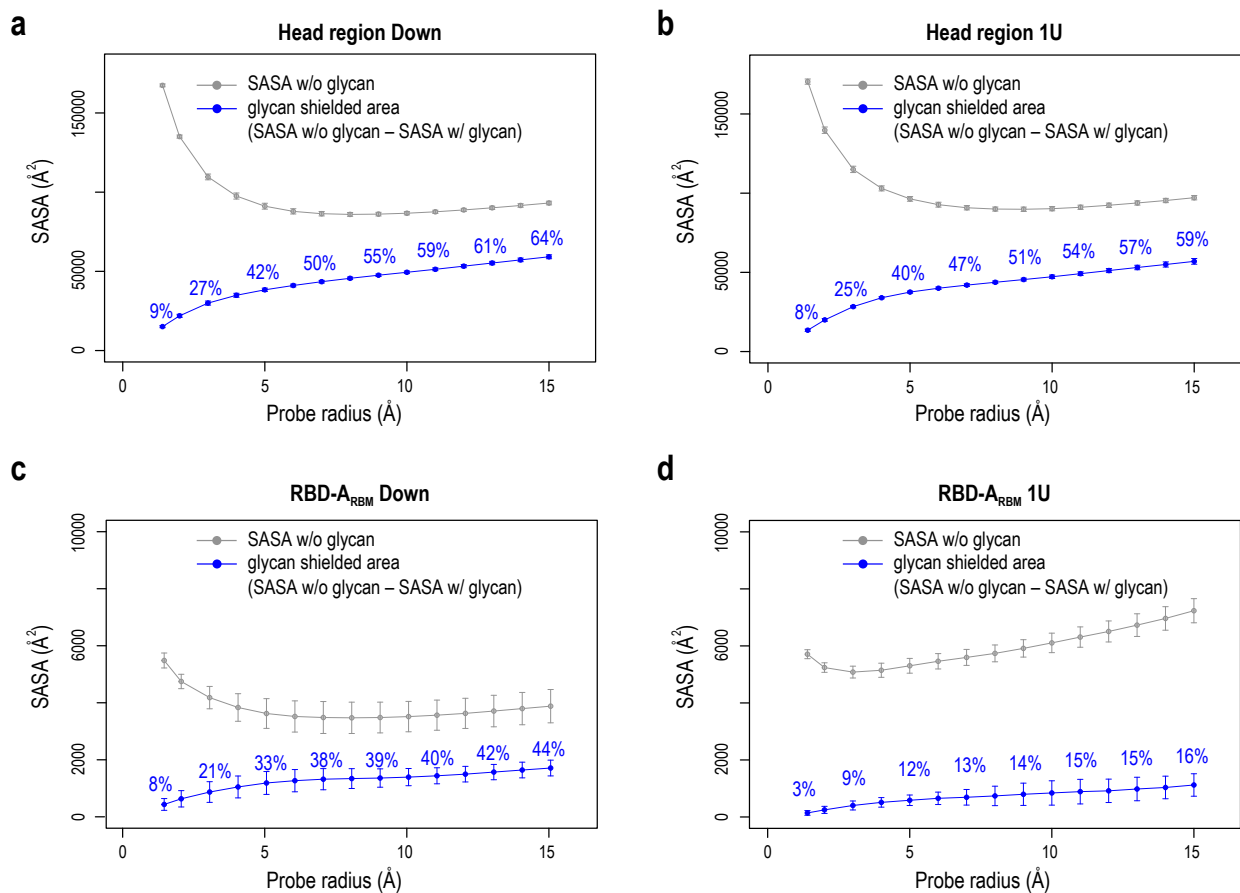 a
Head region Down
SASA w/o glycan
glycan shielded area
(SASA w/o glycan – SASA w/ glycan)
SASA (Å²)
150000
50000
0
9%
27%
42%
50%
55%
59%
61%
64%
0
5
10
15
Probe radius (Å)
b
Head region 1U
SASA w/o glycan
glycan shielded area
(SASA w/o glycan – SASA w/ glycan)
SASA (Å²)
150000
50000
0
8%
25%
40%
47%
51%
54%
57%
59%
0
5
10
15
Probe radius (Å)
c
RBD-A_RBM Down
SASA w/o glycan
glycan shielded area
(SASA w/o glycan – SASA w/ glycan)
SASA (Å²)
10000
6000
2000
0
8%
21%
33%
38%
39%
40%
42%
44%
0
5
10
15
Probe radius (Å)
d
RBD-A_RBM 1U
SASA w/o glycan
glycan shielded area
(SASA w/o glycan – SASA w/ glycan)
SASA (Å²)
10000
6000
2000
0
3%
9%
12%
13%
14%
15%
15%
16%
0
5
10
15
Probe radius (Å)